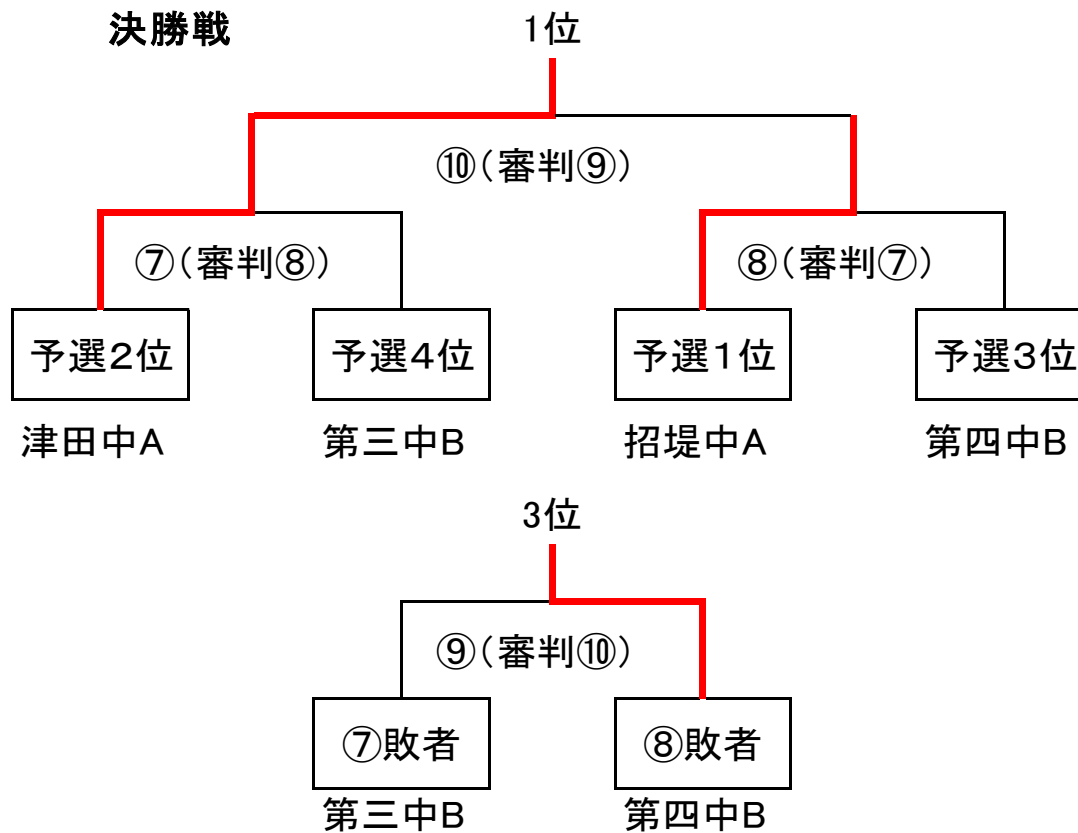 決勝戦
1位
⑩(審判⑨)
⑦(審判⑧)
⑧(審判⑦)
予選2位
予選4位
予選1位
予選3位
津田中A
第三中B
招堤中A
第四中B
3位
⑨(審判⑩)
⑦敗者
⑧敗者
第三中B
第四中B